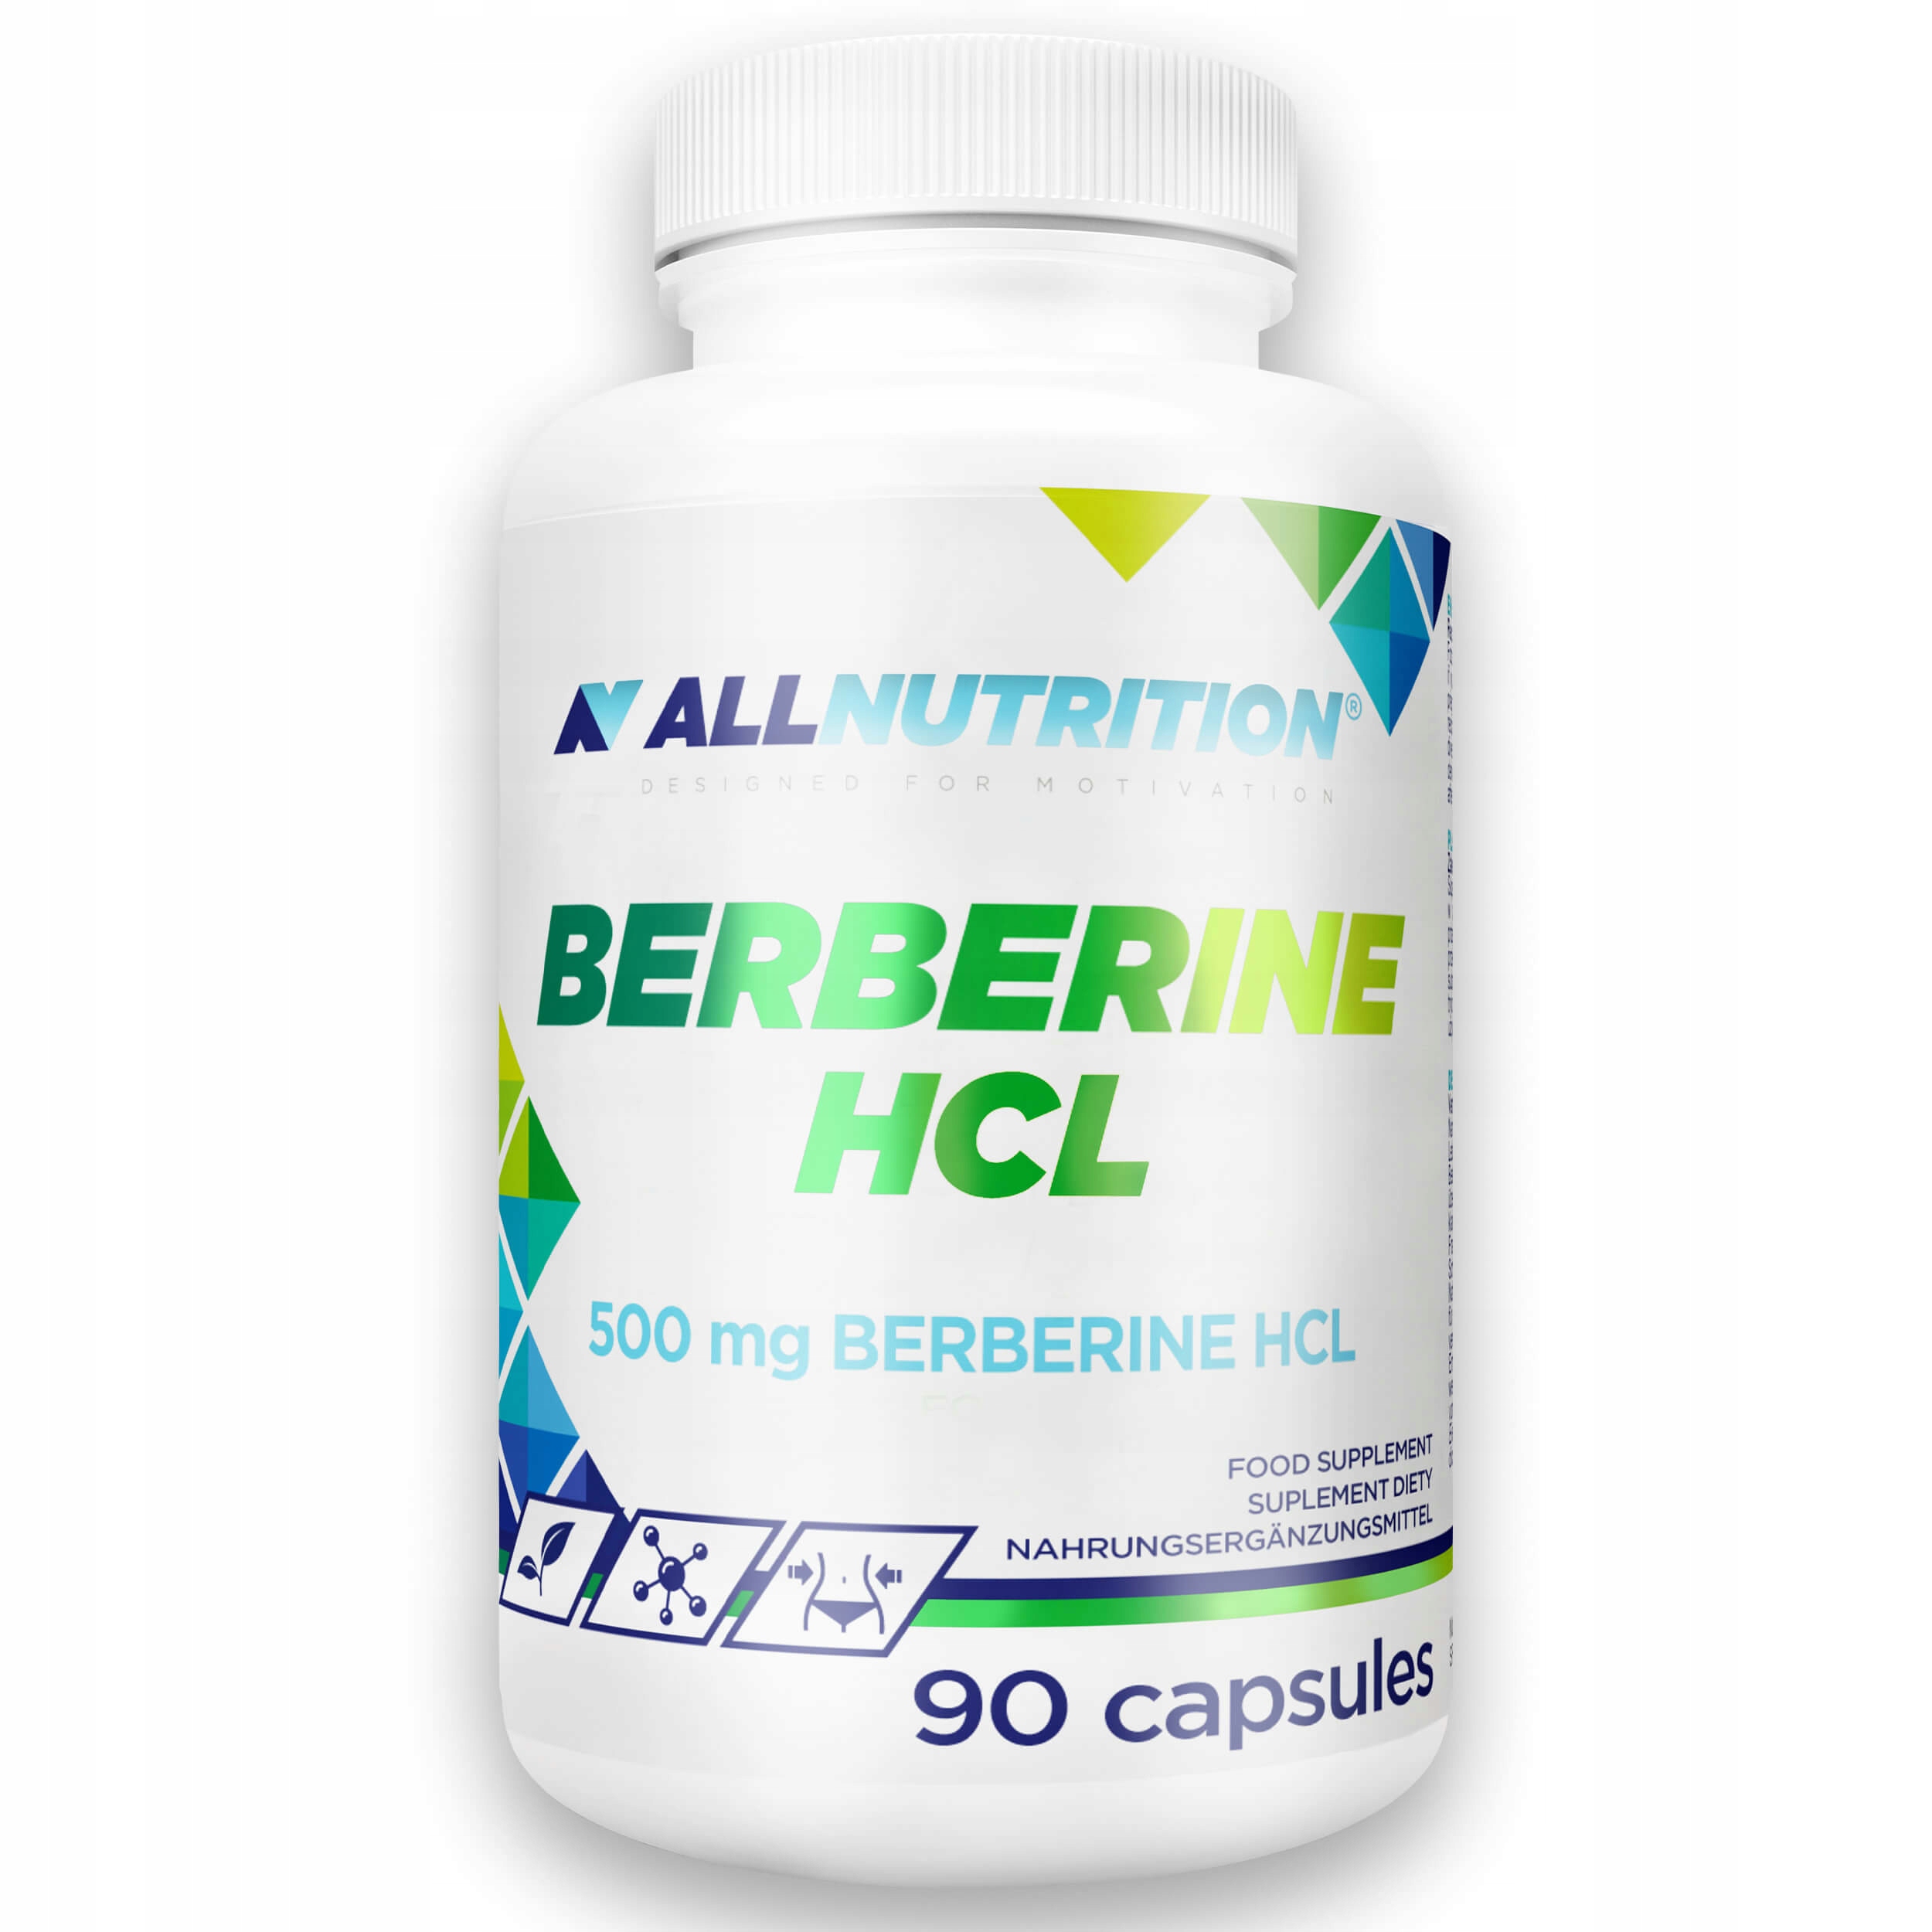 ALLNUTRITION®
DESIGNED FOR MOTIVATION
BERBERINE
HCL
500 mg BERBERINE HCL
FOOD SUPPLEMENT
SUPLEMENT DIETY
NAHRUNGSERGÄNZUNGSMITTEL
90 capsules